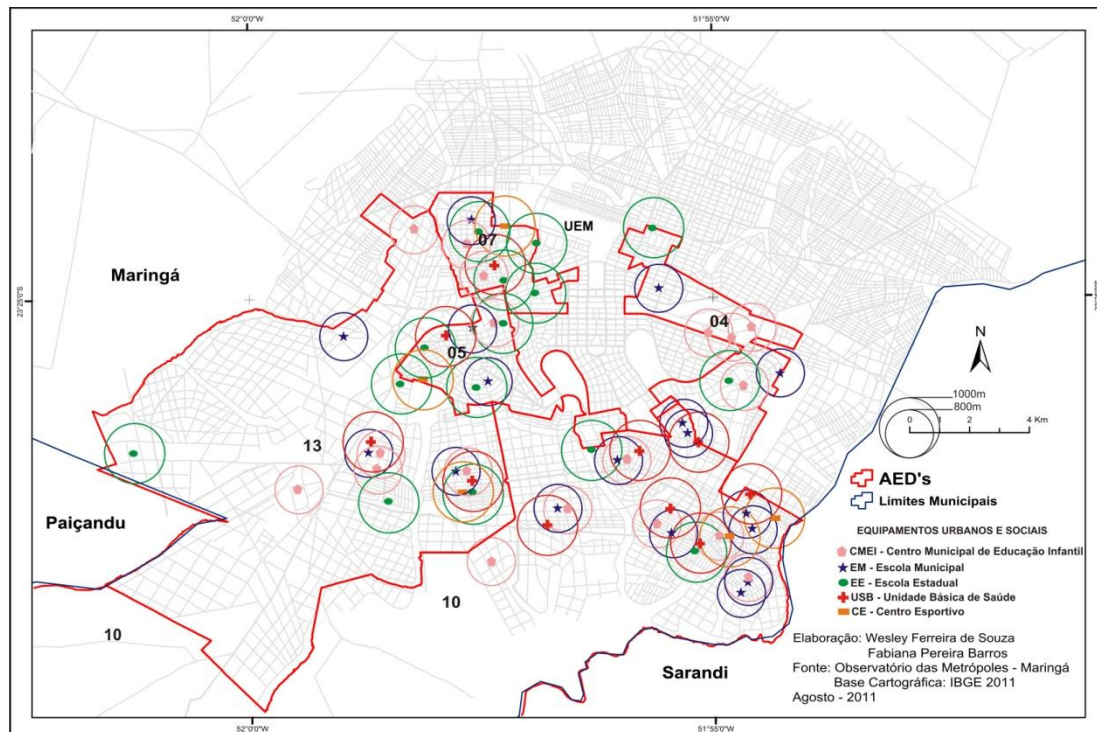 52°0'0"W
51°55'0"W
UEM
07
Maringá
23°25'0"S
04
N
05
1000m
800m
0 2 4 Km
13
AED's
Limites Municipais
Paiçandu
EQUIPAMENTOS URBANOS E SOCIAIS
CMEI - Centro Municipal de Educação Infantil
EM - Escola Municipal
EE - Escola Estadual
USB - Unidade Básica de Saúde
CE - Centro Esportivo
10
10
Elaboração: Wesley Ferreira de Souza
Fabiana Pereira Barros
Sarandi
Fonte: Observatório das Metrópoles - Maringá
Base Cartográfica: IBGE 2011
Agosto - 2011
52°0'0"W
51°55'0"W